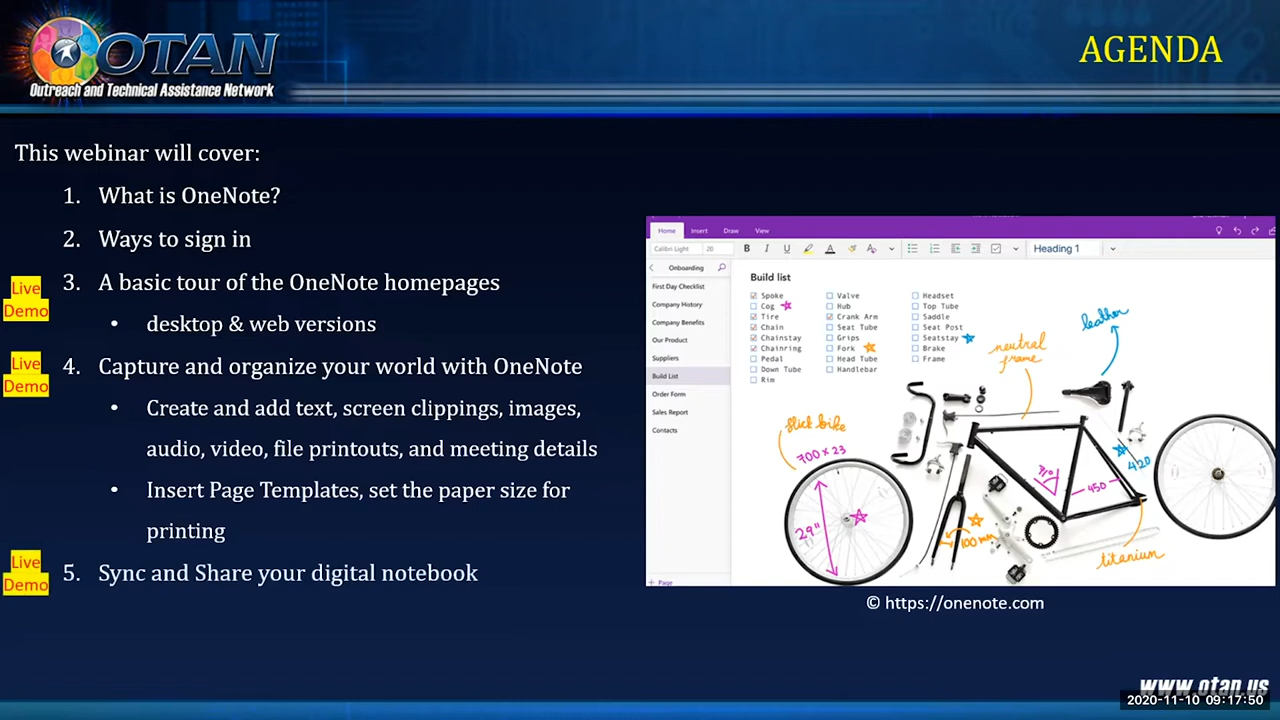 OTAN
Outreach and Technical Assistance Network
AGENDA
This webinar will cover:
1. What is OneNote?
2. Ways to sign in
Live
Demo
3. A basic tour of the OneNote homepages
• desktop & web versions
Live
Demo
4. Capture and organize your world with OneNote
• Create and add text, screen clippings, images,
audio, video, file printouts, and meeting details
• Insert Page Templates, set the paper size for
printing
Live
Demo
5. Sync and Share your digital notebook
Home Insert Draw View
Calibri Light 20 B I U A Heading 1
Onboarding
First Day Checklist
Company History
Company Benefits
Our Product
Suppliers
Build List
Order Form
Sales Report
Contacts
+ Page
Build list
Spoke Valve Headset
Cog Hub Top Tube
Tire Crank Arm Saddle
Chain Seat Tube Seat Post
Chainstay Grips Seatstay
Chainring Fork Brake
Pedal Head Tube Frame
Down Tube Handlebar
Rim
leather
neutral
frame
slick bike
700 x 23
29"
71°
450
420
100 mm
titanium
© https://onenote.com
www.otan.us
2020-11-10 09:17:50